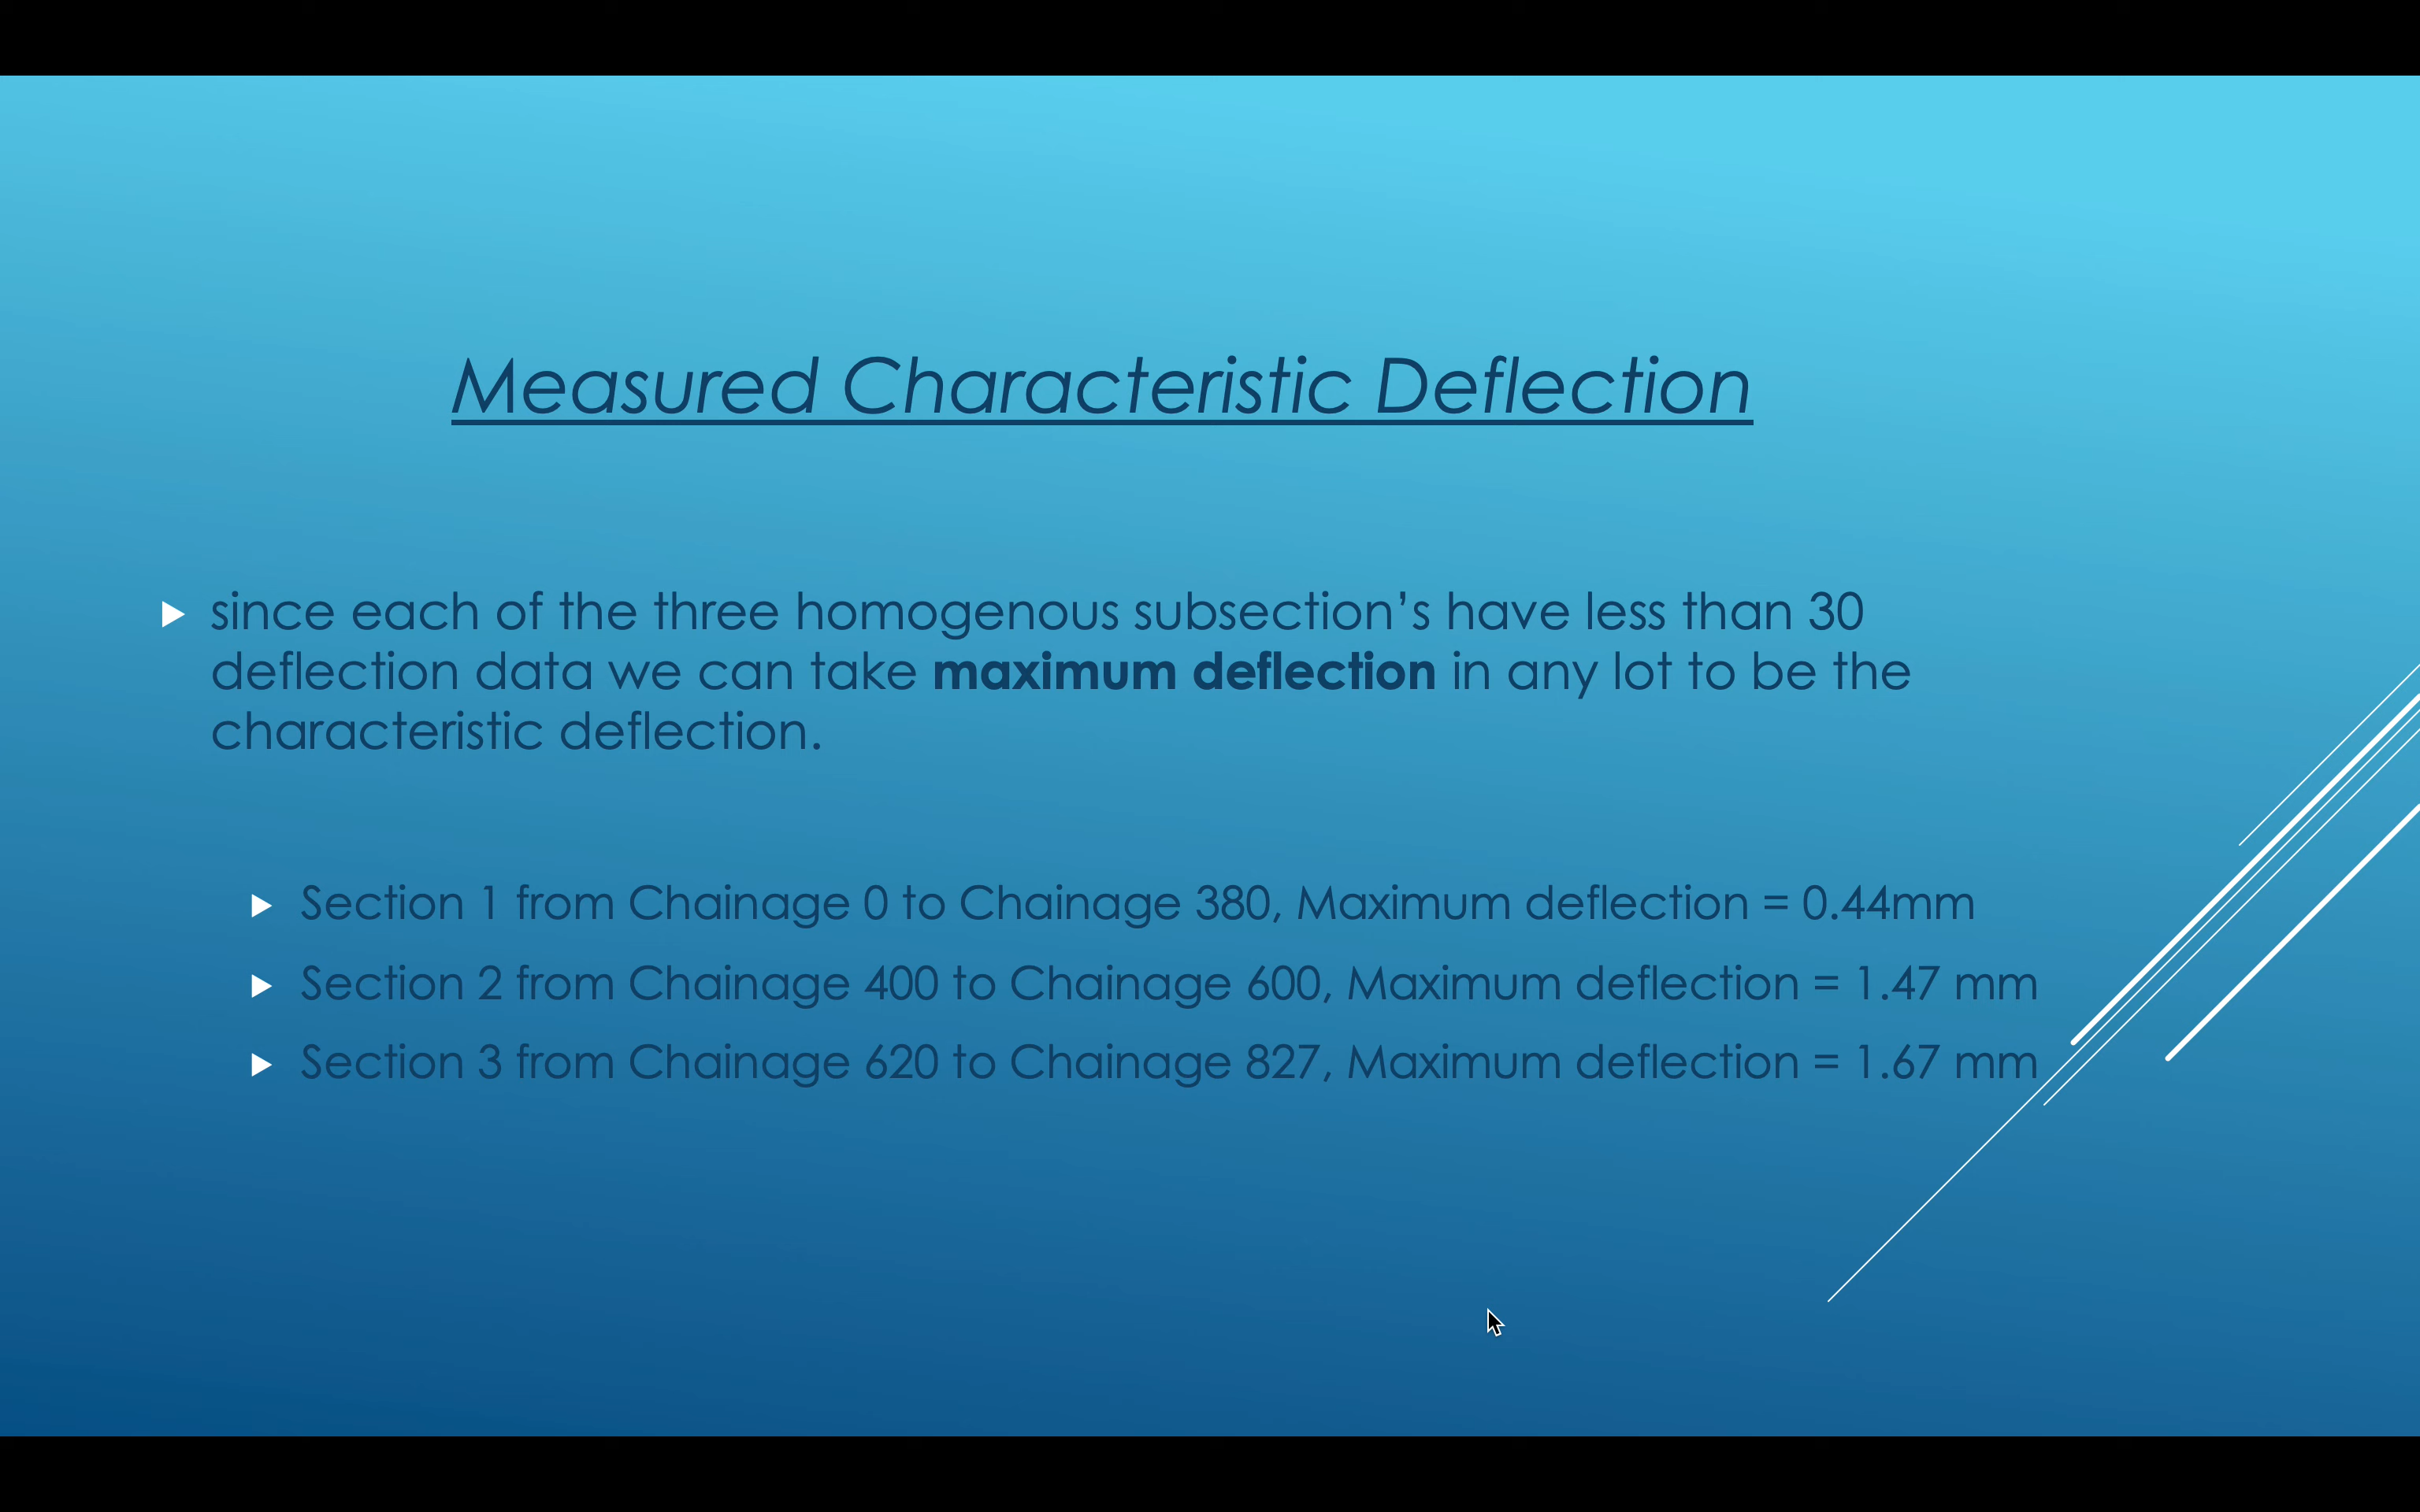 Measured Characteristic Deflection
since each of the three homogenous subsection's have less than 30
deflection data we can take maximum deflection in any lot to be the
characteristic deflection.
Section 1 from Chainage 0 to Chainage 380, Maximum deflection = 0.44mm
Section 2 from Chainage 400 to Chainage 600, Maximum deflection = 1.47 mm
Section 3 from Chainage 620 to Chainage 827, Maximum deflection = 1.67 mm